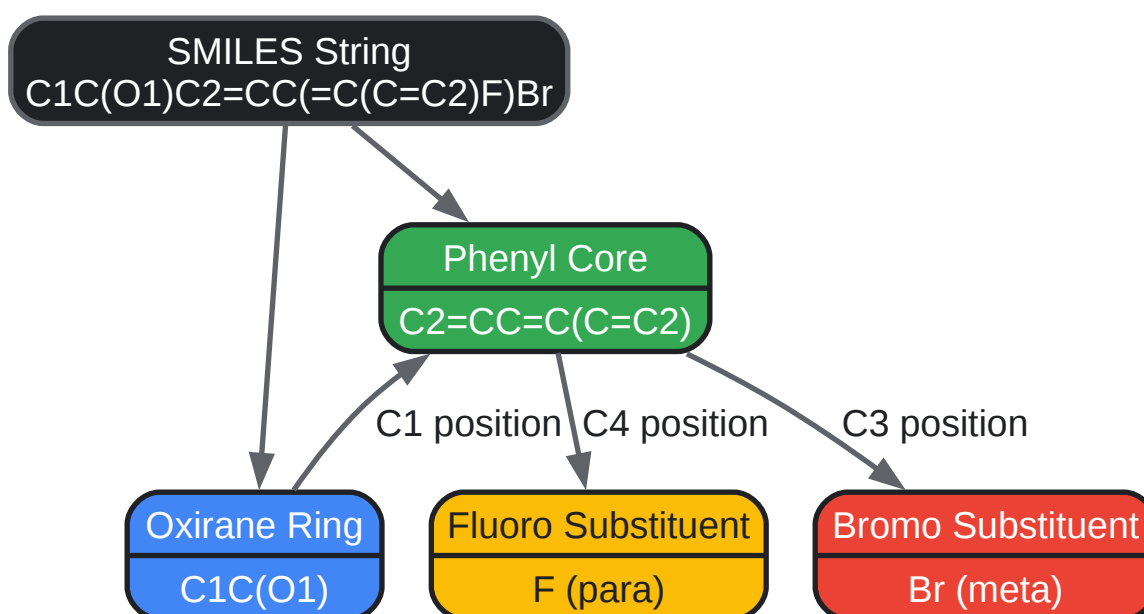 SMILES String
C1C(O1)C2=CC(=C(C=C2)F)Br
Phenyl Core
C2=CC=C(C=C2)
C1 position
C4 position
C3 position
Oxirane Ring
C1C(O1)
Fluoro Substituent
F (para)
Bromo Substituent
Br (meta)